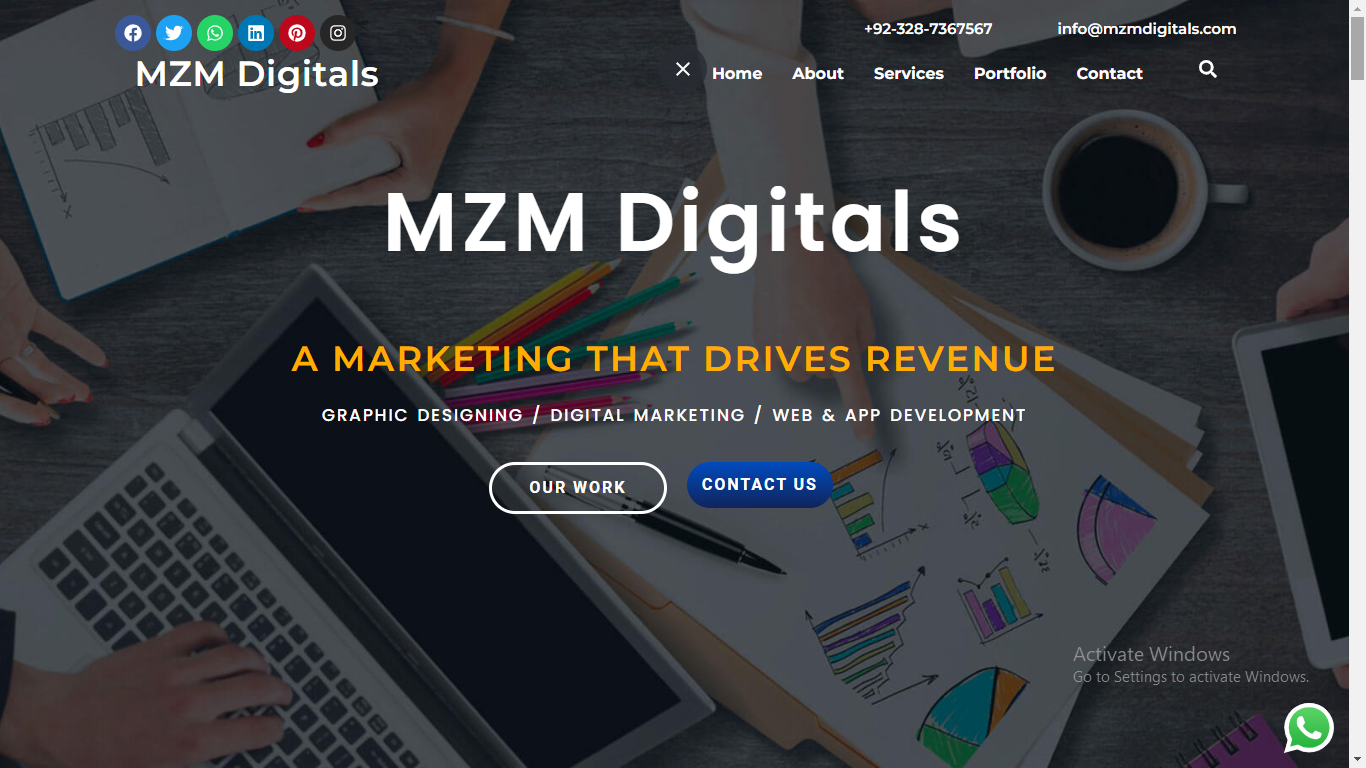 +92-328-7367567 info@mzmdigitals.com
MZM Digitals
Home About Services Portfolio Contact
MZM Digitals
A MARKETING THAT DRIVES REVENUE
GRAPHIC DESIGNING / DIGITAL MARKETING / WEB & APP DEVELOPMENT
OUR WORK CONTACT US
Activate Windows
Go to Settings to activate Windows.